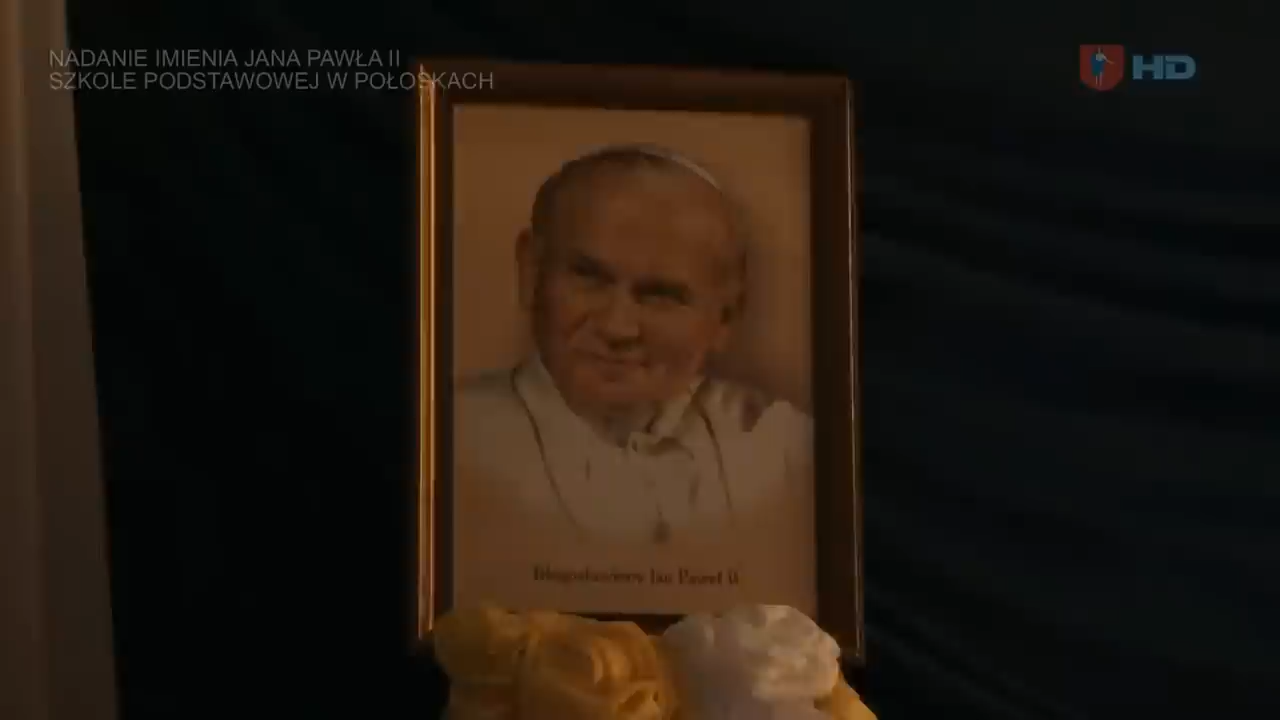 NADANIE IMIENIA JANA PAWŁA II
SZKOLE PODSTAWOWEJ W POŁOSKACH
HD
Błogosławiony Jan Paweł II